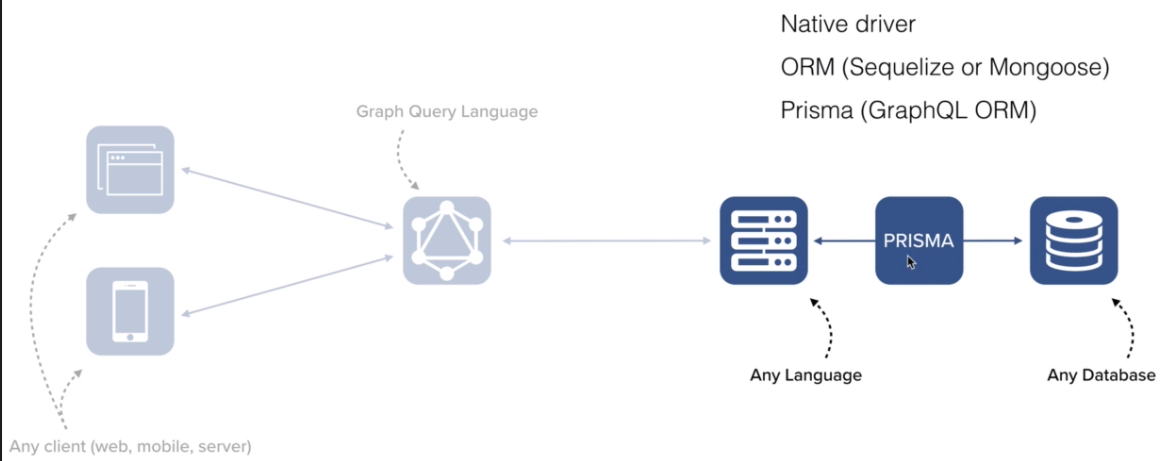 Native driver
ORM (Sequelize or Mongoose)
Prisma (GraphQL ORM)
Graph Query Language
PRISMA
Any Language
Any Database
Any client (web, mobile, server)